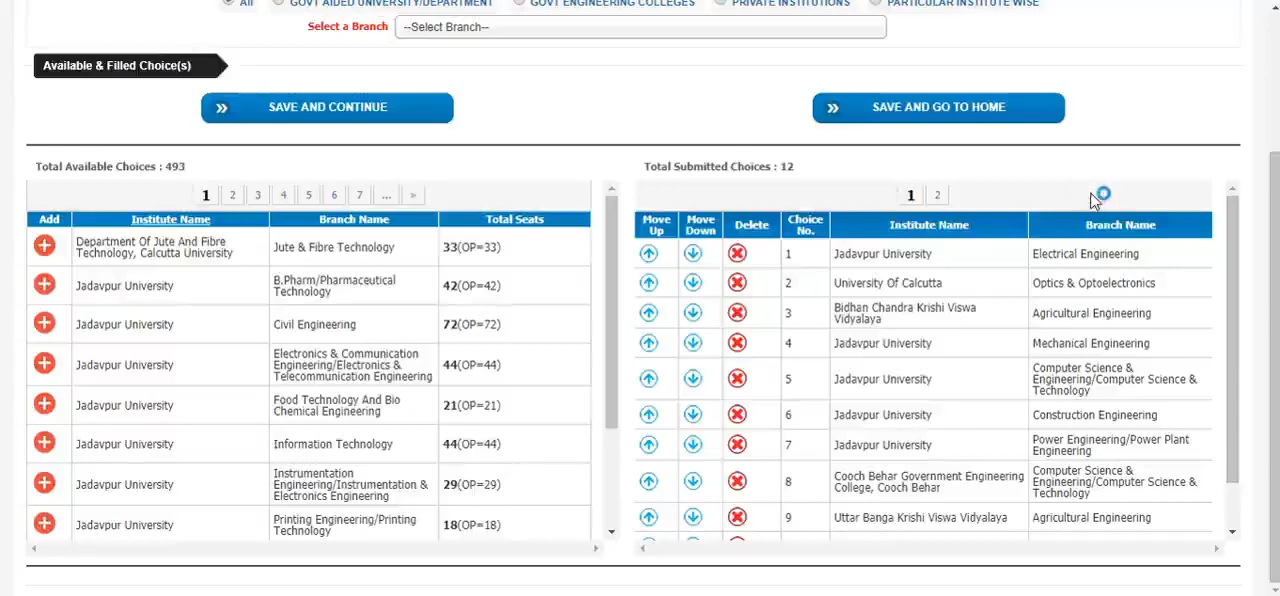 All GOVT AIDED UNIVERSITY/DEPARTMENT GOVT ENGINEERING COLLEGES PRIVATE INSTITUTIONS PARTICULAR INSTITUTE WISE
Select a Branch --Select Branch--
Available & Filled Choice(s)
SAVE AND CONTINUE
SAVE AND GO TO HOME
Total Available Choices : 493
1 2 3 4 5 6 7 ... »
Add Institute Name Branch Name Total Seats
Department Of Jute And Fibre
Technology, Calcutta University
Jute & Fibre Technology
33(OP=33)
Jadavpur University
B.Pharm/Pharmaceutical
Technology
42(OP=42)
Jadavpur University
Civil Engineering
72(OP=72)
Jadavpur University
Electronics & Communication
Engineering/Electronics &
Telecommunication Engineering
44(OP=44)
Jadavpur University
Food Technology And Bio
Chemical Engineering
21(OP=21)
Jadavpur University
Information Technology
44(OP=44)
Jadavpur University
Instrumentation
Engineering/Instrumentation &
Electronics Engineering
29(OP=29)
Jadavpur University
Printing Engineering/Printing
Technology
18(OP=18)
Total Submitted Choices : 12
1 2
Move
Up
Move
Down
Delete
Choice
No.
Institute Name
Branch Name
1 Jadavpur University Electrical Engineering
2 University Of Calcutta Optics & Optoelectronics
3
Bidhan Chandra Krishi Viswa
Vidyalaya
Agricultural Engineering
4 Jadavpur University Mechanical Engineering
5 Jadavpur University
Computer Science &
Engineering/Computer Science &
Technology
6 Jadavpur University Construction Engineering
7 Jadavpur University
Power Engineering/Power Plant
Engineering
8
Cooch Behar Government Engineering
College, Cooch Behar
Computer Science &
Engineering/Computer Science &
Technology
9 Uttar Banga Krishi Viswa Vidyalaya Agricultural Engineering